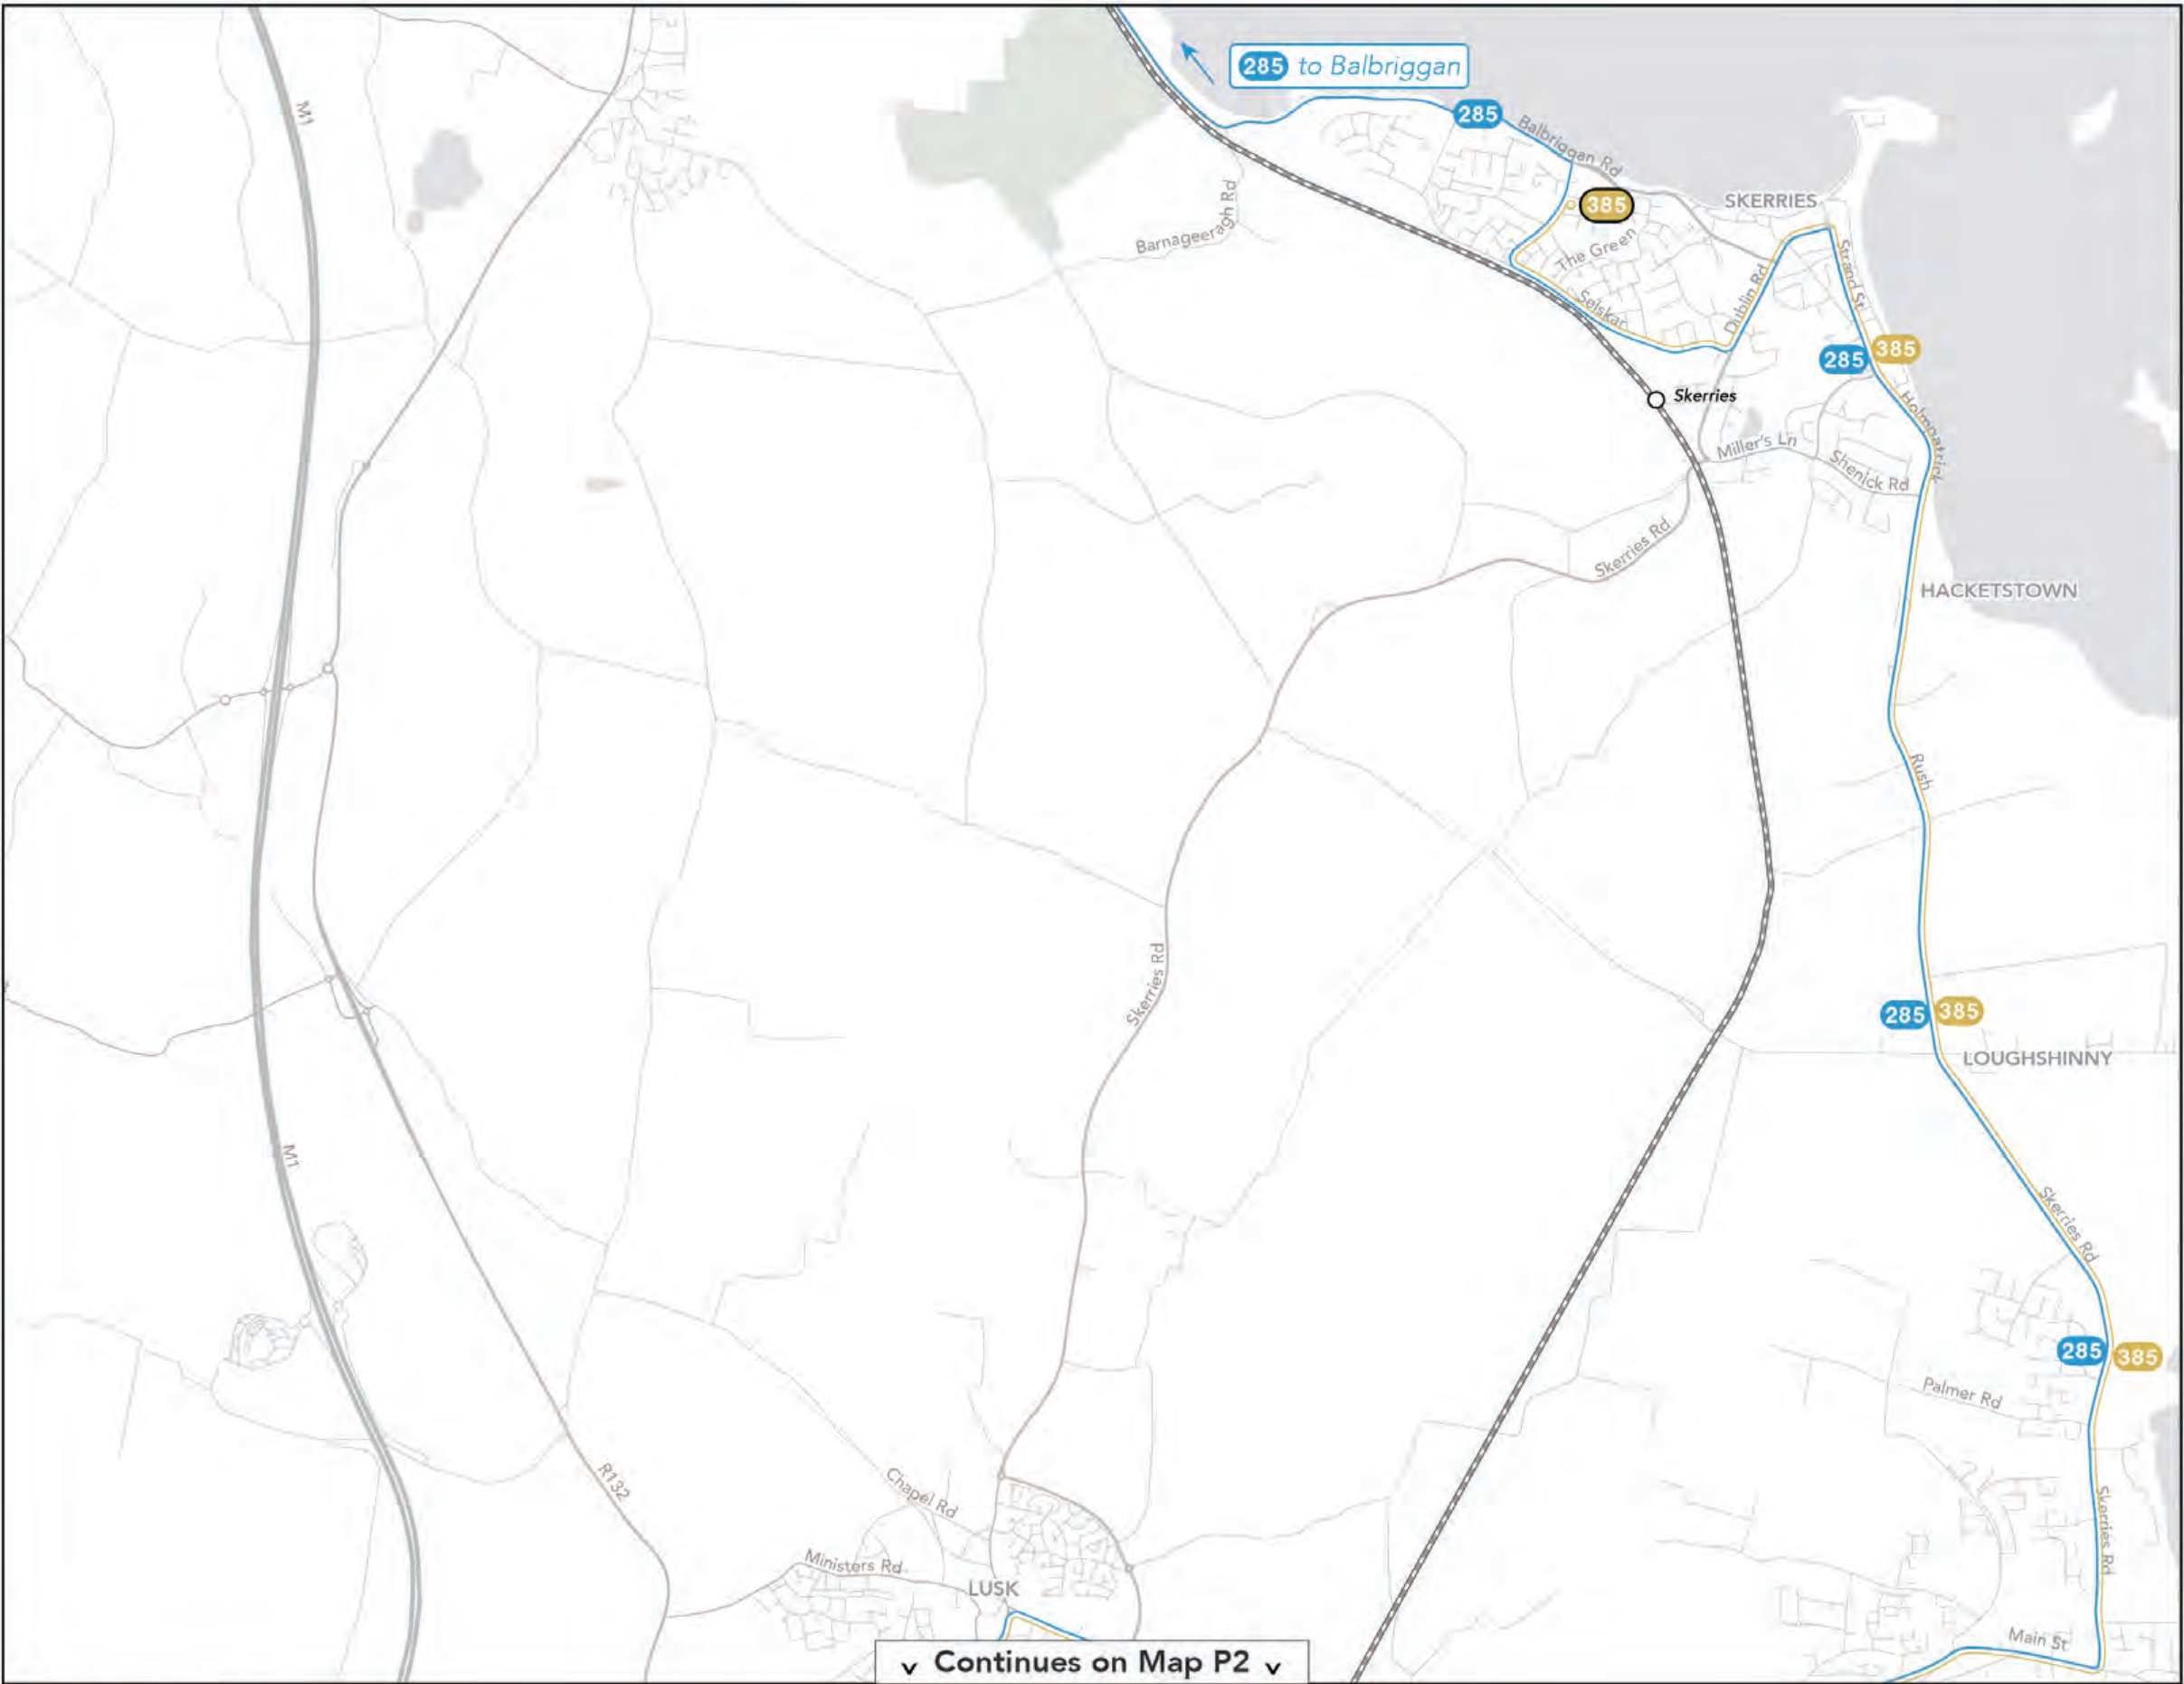 285 to Balbriggan
M1
285
Balbriggan Rd
Barnageeragh Rd
385
SKERRIES
The Green
Strand St
Dublin Rd
Selskar
285
385
Skerries
Holmpatrick
Miller's Ln
Shenick Rd
Skerries Rd
HACKETSTOWN
Rush
Skerries Rd
285
385
LOUGHSHINNY
M1
Skerries Rd
285
385
Palmer Rd
R132
Chapel Rd
Skerries Rd
Ministers Rd
LUSK
Main St
v Continues on Map P2 v